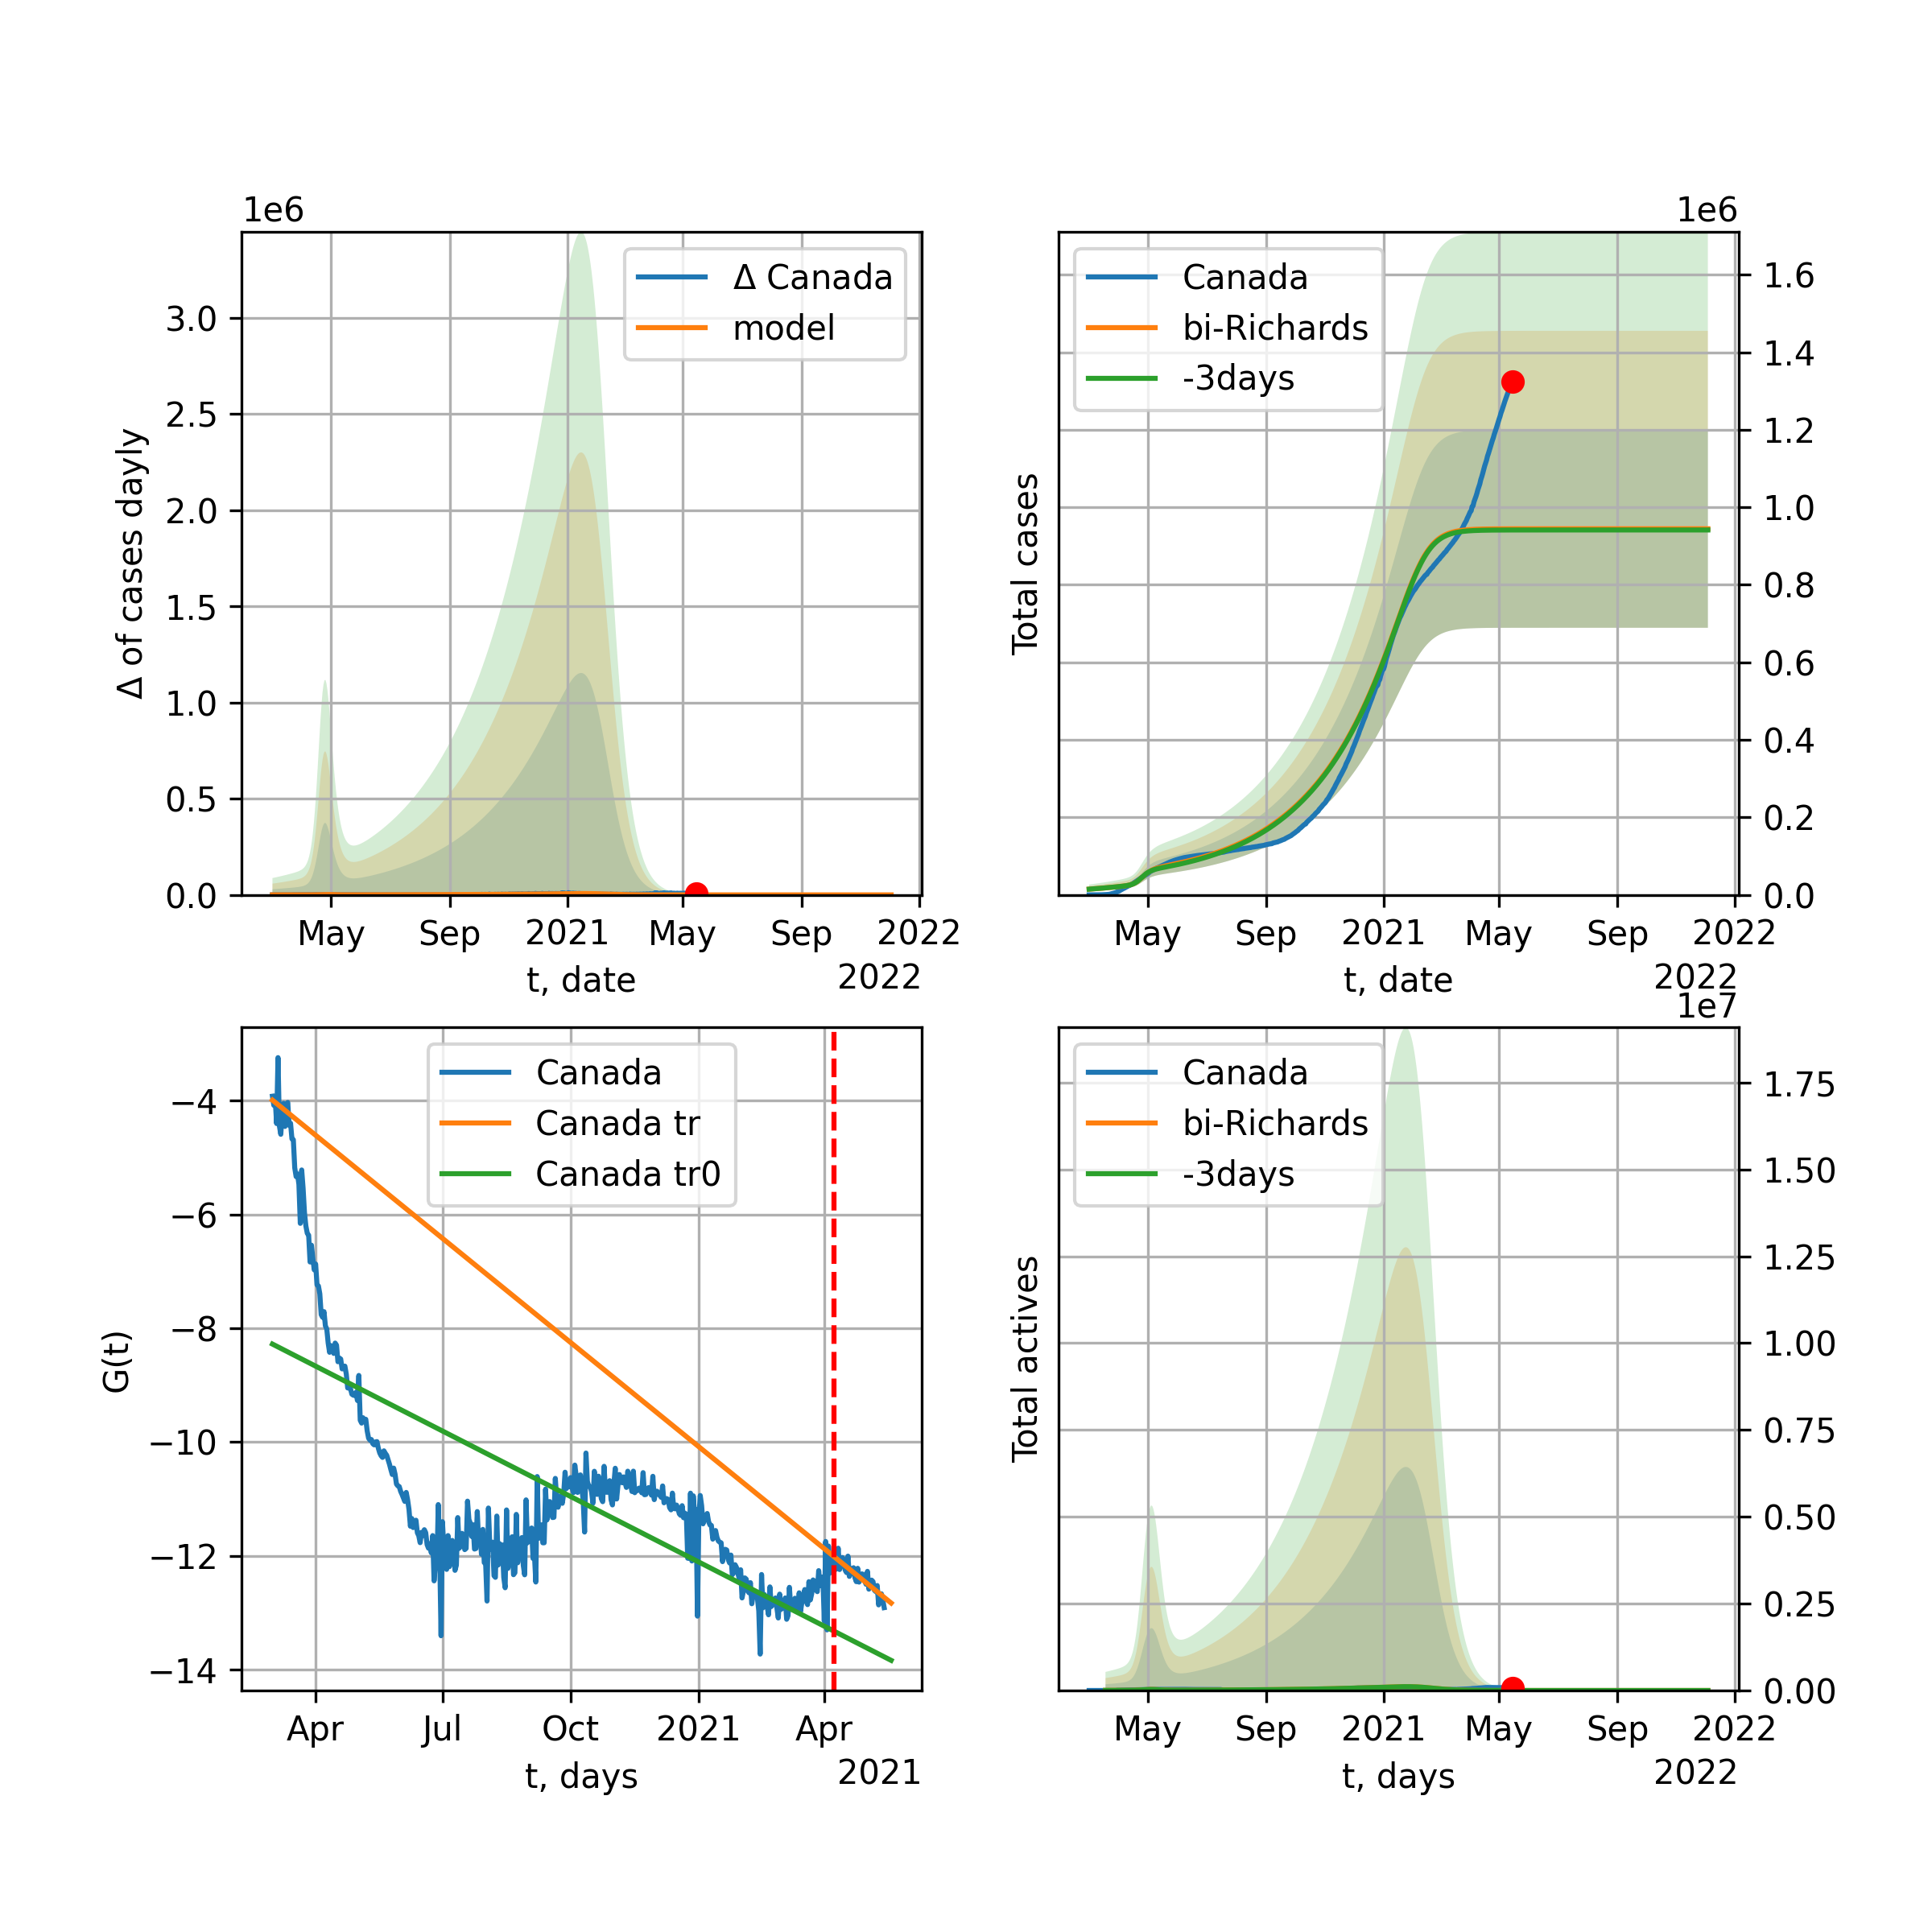 1e6
Δ of cases dayly
3.0
2.5
2.0
1.5
1.0
0.5
0.0
Δ Canada
model
May Sep 2021 May Sep 2022
t, date
2022
1e6
Total cases
Canada
bi-Richards
-3days
1.6
1.4
1.2
1.0
0.8
0.6
0.4
0.2
0.0
May Sep 2021 May Sep 2022
t, date
2022
G(t)
−4
−6
−8
−10
−12
−14
Canada
Canada tr
Canada tr0
Apr Jul Oct 2021 Apr
t, days
2021
1e7
Total actives
Canada
bi-Richards
-3days
1.75
1.50
1.25
1.00
0.75
0.50
0.25
0.00
May Sep 2021 May Sep 2022
t, days
2022